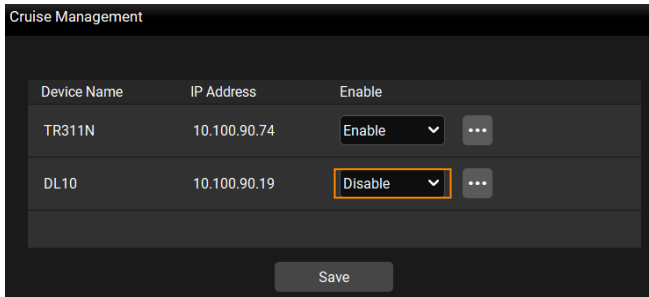 Cruise Management
Device Name IP Address Enable
TR311N 10.100.90.74 Enable
DL10 10.100.90.19 Disable
Save